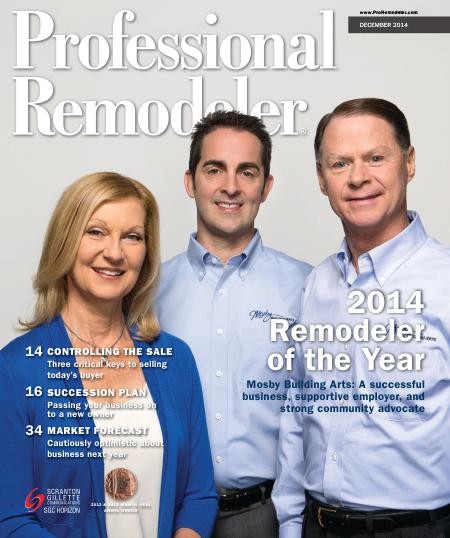 www.ProRemodeler.com
DECEMBER 2014
Professional
Remodeler®
Mosby
2014
Remodeler
of the Year
Mosby Building Arts: A successful
business, supportive employer, and
strong community advocate
14 CONTROLLING THE SALE
Three critical keys to selling
today's buyer
16 SUCCESSION PLAN
Passing your business on
to a new owner
34 MARKET FORECAST
Cautiously optimistic about
business next year
SCRANTON
GILLETTE
COMMUNICATIONS
SGC HORIZON
AWARD WINNER